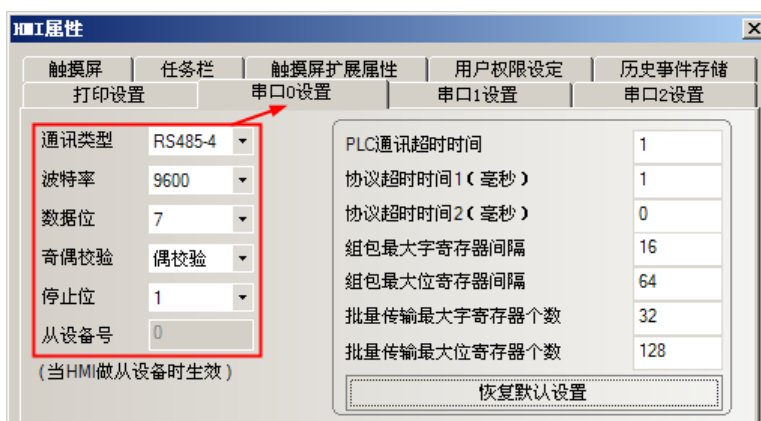 HMI属性
触摸屏 任务栏 触摸屏扩展属性 用户权限设定 历史事件存储
打印设置 串口0设置 串口1设置 串口2设置
通讯类型 RS485-4
波特率 9600
数据位 7
奇偶校验 偶校验
停止位 1
从设备号 0
(当HMI做从设备时生效)
PLC通讯超时时间 1
协议超时时间1(毫秒) 1
协议超时时间2(毫秒) 0
组包最大字寄存器间隔 16
组包最大位寄存器间隔 64
批量传输最大字寄存器个数 32
批量传输最大位寄存器个数 128
恢复默认设置